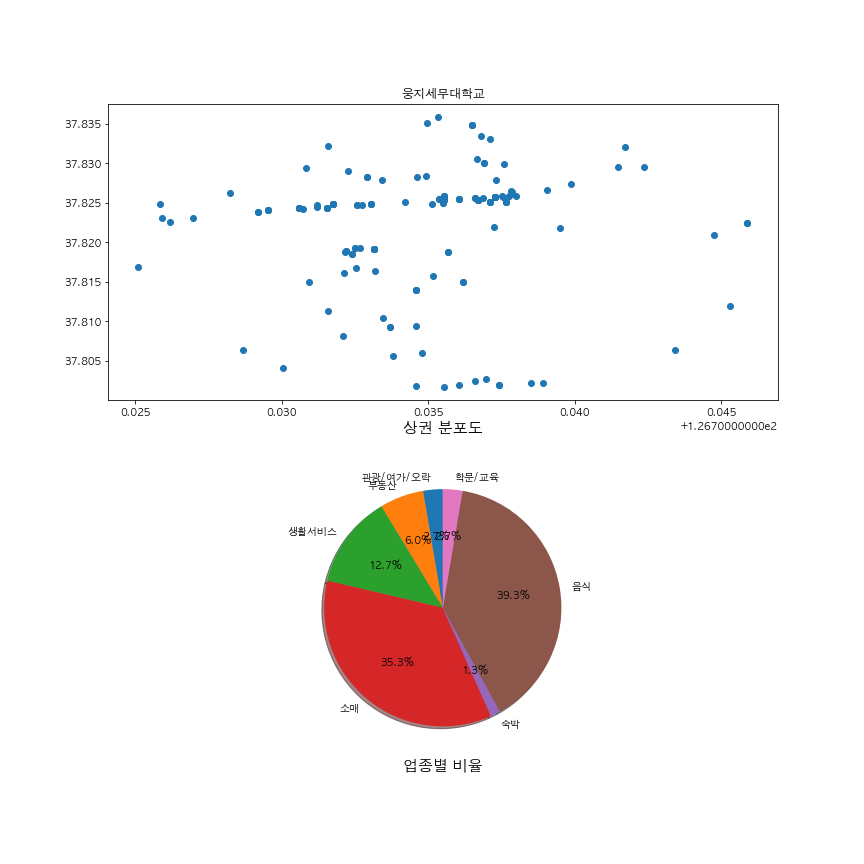 웅지세무대학교
37.835
37.830
37.825
37.820
37.815
37.810
37.805
0.025 0.030 0.035 0.040 0.045
+1.2670000000e2
상권 분포도
관광/여가/오락 학문/교육
부동산
생활서비스
6.0% 2.7% 2.7%
12.7%
음식
39.3%
35.3%
1.3%
소매
숙박
업종별 비율